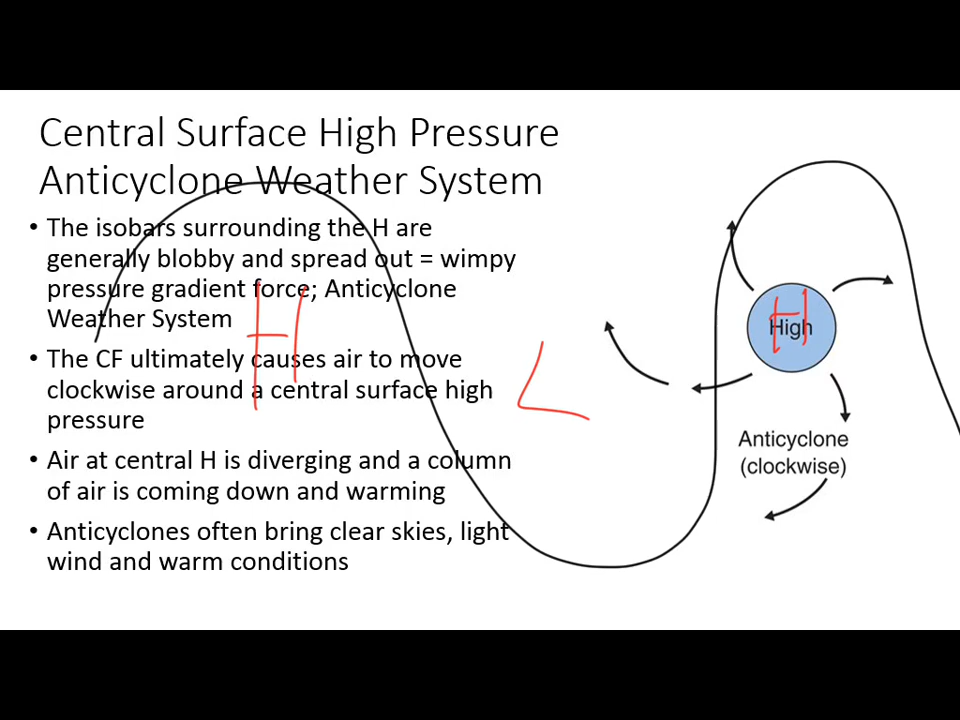 Central Surface High Pressure
Anticyclone Weather System
• The isobars surrounding the H are
generally blobby and spread out = wimpy
pressure gradient force; Anticyclone
Weather System
• The CF ultimately causes air to move
clockwise around a central surface high
pressure
• Air at central H is diverging and a column
of air is coming down and warming
• Anticyclones often bring clear skies, light
wind and warm conditions
H
L
High
H
Anticyclone
(clockwise)